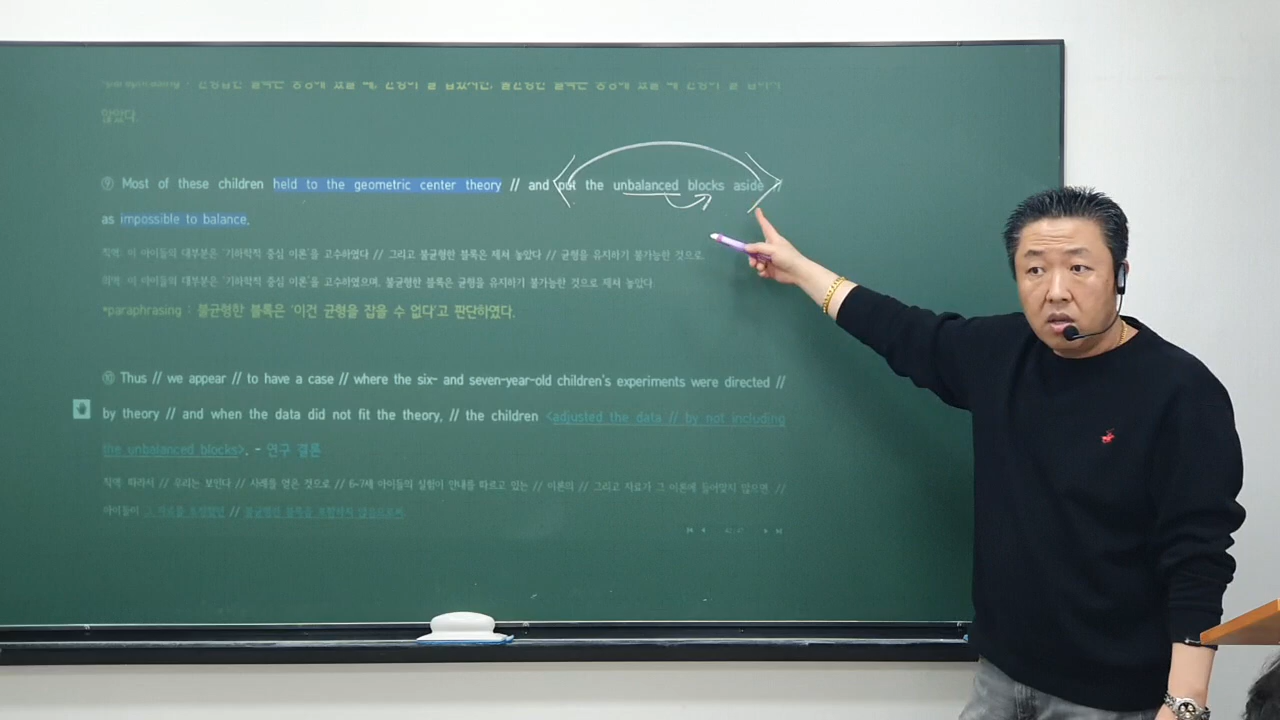 않았다.
⑨ Most of these children held to the geometric center theory // and put the unbalanced blocks aside //
as impossible to balance.
직역: 이 아이들의 대부분은 '기하학적 중심 이론'을 고수하였다 // 그리고 불균형한 블록은 제쳐 놓았다 // 균형을 유지하기 불가능한 것으로.
의역: 이 아이들의 대부분은 '기하학적 중심 이론'을 고수하였으며, 불균형한 블록은 균형을 유지하기 불가능한 것으로 제쳐 놓았다
*paraphrasing : 불균형한 블록은 '이건 균형을 잡을 수 없다'고 판단하였다.
⑩ Thus // we appear // to have a case // where the six- and seven-year-old children's experiments were directed //
by theory // and when the data did not fit the theory, // the children <adjusted the data // by not including
the unbalanced blocks>. - 연구 결론
직역: 따라서 // 우리는 보인다 // 사례를 얻은 것으로 // 6~7세 아이들의 실험이 안내를 따르고 있는 // 이론의 // 그리고 자료가 그 이론에 들어맞지 않으면, //
아이들이 그 자료를 조정했던 // 불균형한 블록을 포함하지 않음으로써.